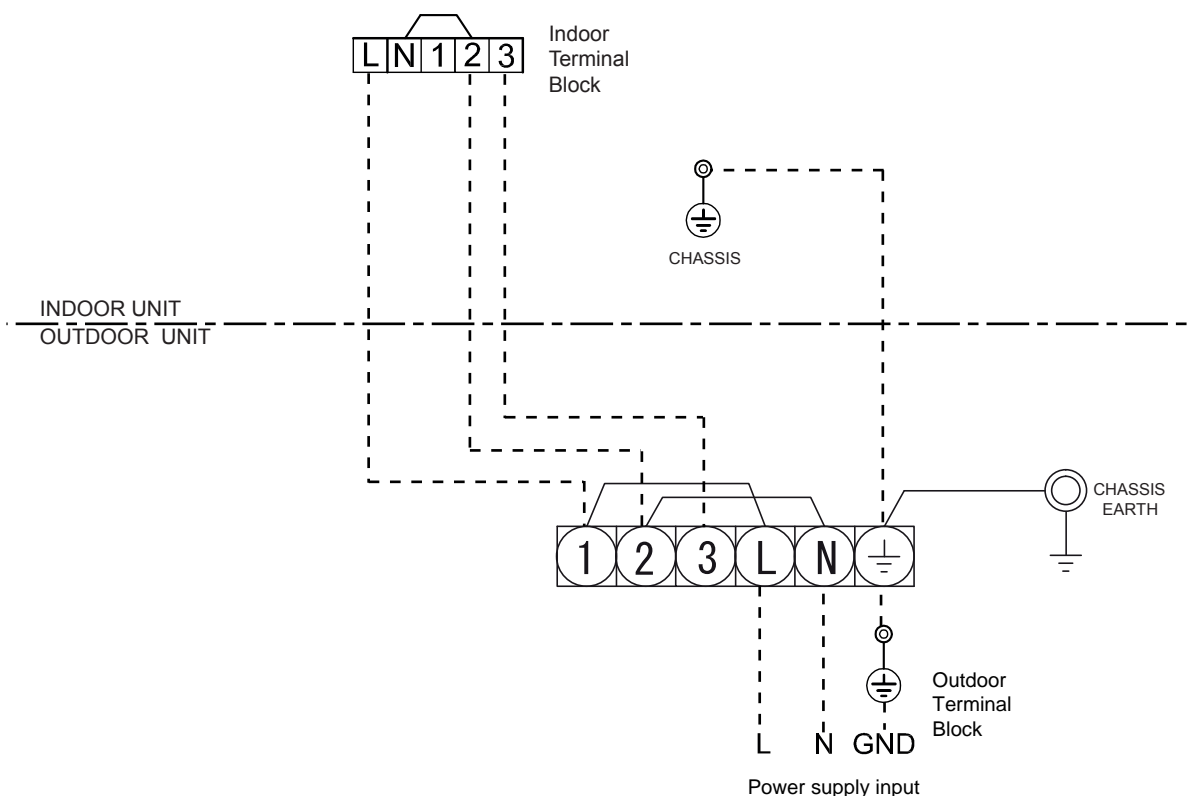 L N 1 2 3
Indoor
Terminal
Block
CHASSIS
INDOOR UNIT
OUTDOOR UNIT
CHASSIS
EARTH
1 2 3 L N
Outdoor
Terminal
Block
L N GND
Power supply input